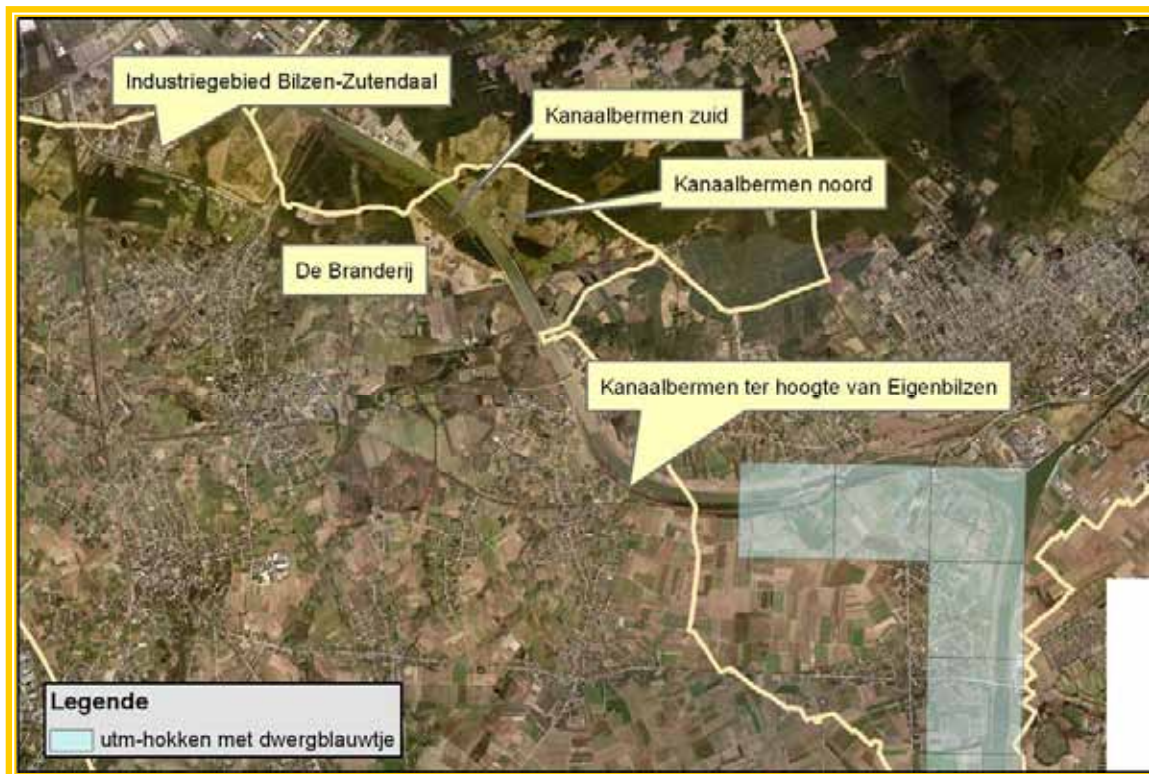 Industriegebied Bilzen-Zutendaal
Kanaalbermen zuid
Kanaalbermen noord
De Branderij
Kanaalbermen ter hoogte van Eigenbilzen
Legende
utm-hokken met dwergblauwtje